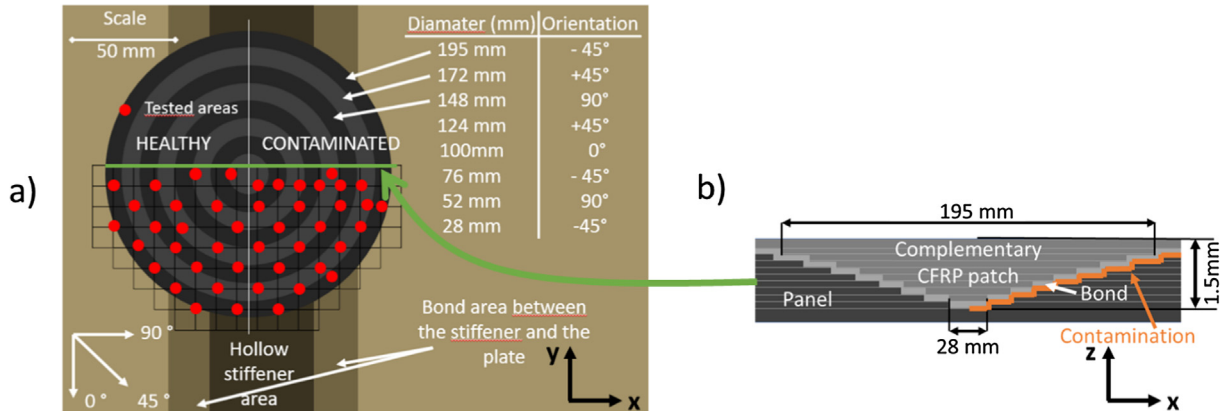 a)
Scale
50 mm
Tested areas
HEALTHY CONTAMINATED
Diamater (mm) Orientation
195 mm - 45°
172 mm +45°
148 mm 90°
124 mm +45°
100mm 0°
76 mm - 45°
52 mm 90°
28 mm -45°
Bond area between
the stiffener and the
plate
Hollow
stiffener
area
90°
0° 45°
y
x
b)
195 mm
Complementary
CFRP patch
1.5mm
Panel
Bond
Contamination
28 mm
z
x